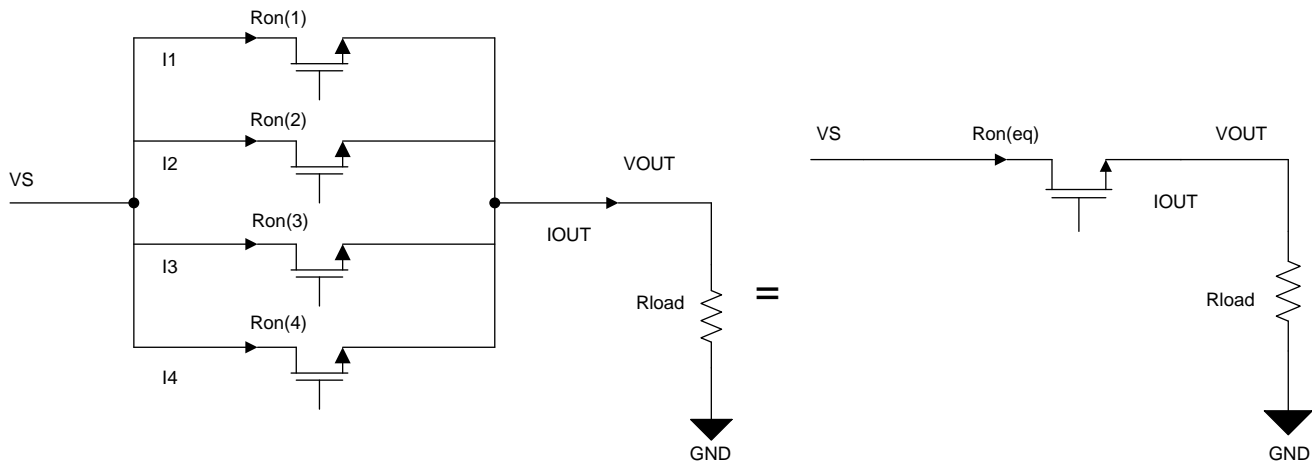 Ron(1)
I1
Ron(2)
I2
VS
Ron(3)
I3
Ron(4)
I4
VOUT
IOUT
Rload
GND
=
VS
Ron(eq)
VOUT
IOUT
Rload
GND